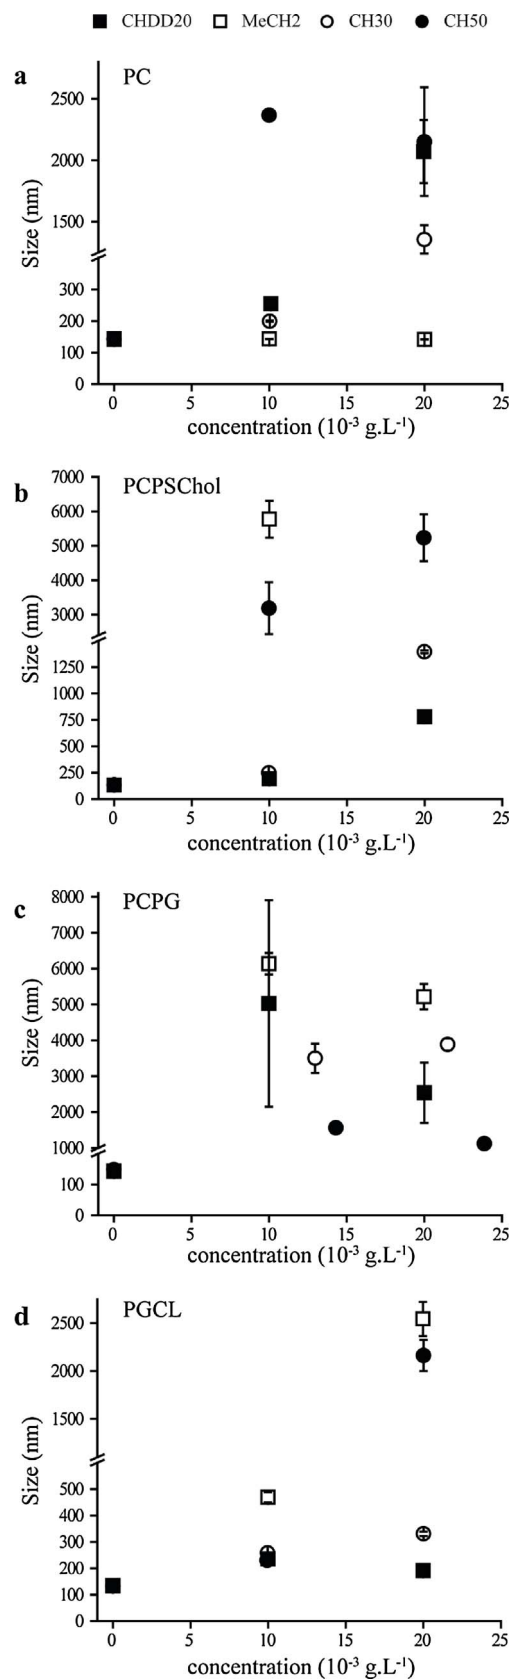 CHDD20 MeCH2 CH30 CH50
a PC
2500
2000
1500
300
200
100
0
Size (nm)
0 5 10 15 20 25
concentration (10⁻³ g.L⁻¹)
b PCPSChol
7000
6000
5000
4000
3000
1250
1000
750
500
250
0
Size (nm)
0 5 10 15 20 25
concentration (10⁻³ g.L⁻¹)
c PCPG
8000
7000
6000
5000
4000
3000
2000
1000
100
0
Size (nm)
0 5 10 15 20 25
concentration (10⁻³ g.L⁻¹)
d PGCL
2500
2000
1500
500
400
300
200
100
0
Size (nm)
0 5 10 15 20 25
concentration (10⁻³ g.L⁻¹)